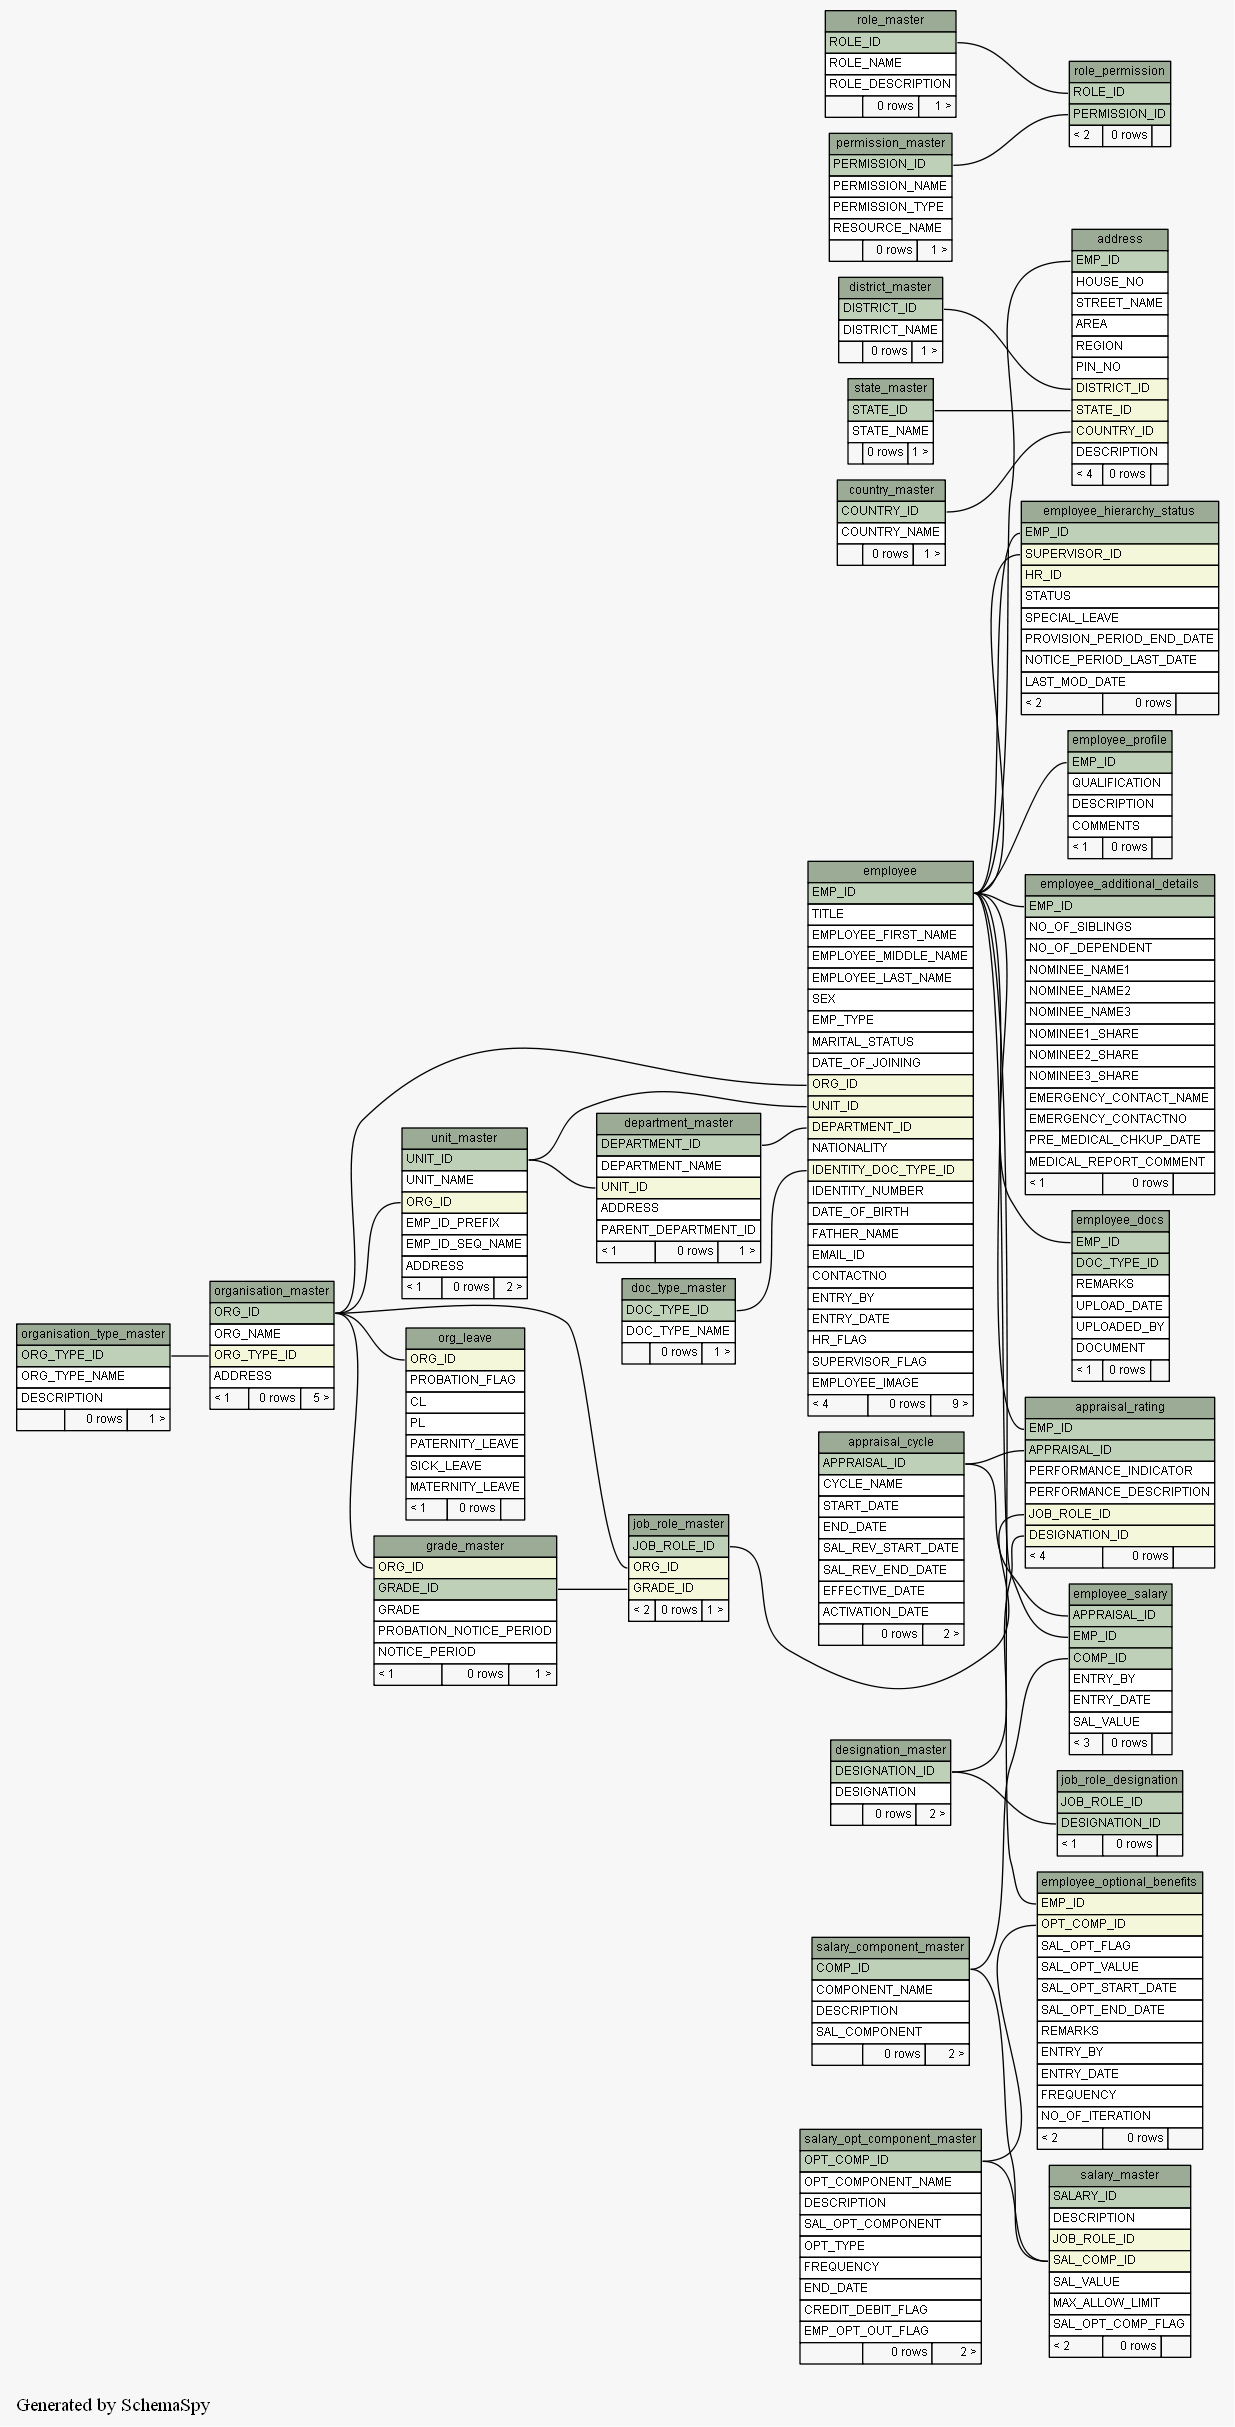 role_master
ROLE_ID
ROLE_NAME
ROLE_DESCRIPTION
0 rows 1 >
role_permission
ROLE_ID
PERMISSION_ID
< 2 0 rows
permission_master
PERMISSION_ID
PERMISSION_NAME
PERMISSION_TYPE
RESOURCE_NAME
0 rows 1 >
address
EMP_ID
HOUSE_NO
STREET_NAME
AREA
REGION
PIN_NO
DISTRICT_ID
STATE_ID
COUNTRY_ID
DESCRIPTION
< 4 0 rows
district_master
DISTRICT_ID
DISTRICT_NAME
0 rows 1 >
state_master
STATE_ID
STATE_NAME
0 rows 1 >
country_master
COUNTRY_ID
COUNTRY_NAME
0 rows 1 >
employee_hierarchy_status
EMP_ID
SUPERVISOR_ID
HR_ID
STATUS
SPECIAL_LEAVE
PROVISION_PERIOD_END_DATE
NOTICE_PERIOD_LAST_DATE
LAST_MOD_DATE
< 2 0 rows
employee_profile
EMP_ID
QUALIFICATION
DESCRIPTION
COMMENTS
< 1 0 rows
employee
EMP_ID
TITLE
EMPLOYEE_FIRST_NAME
EMPLOYEE_MIDDLE_NAME
EMPLOYEE_LAST_NAME
SEX
EMP_TYPE
MARITAL_STATUS
DATE_OF_JOINING
ORG_ID
UNIT_ID
DEPARTMENT_ID
NATIONALITY
IDENTITY_DOC_TYPE_ID
IDENTITY_NUMBER
DATE_OF_BIRTH
FATHER_NAME
EMAIL_ID
CONTACTNO
ENTRY_BY
ENTRY_DATE
HR_FLAG
SUPERVISOR_FLAG
EMPLOYEE_IMAGE
< 4 0 rows 9 >
employee_additional_details
EMP_ID
NO_OF_SIBLINGS
NO_OF_DEPENDENT
NOMINEE_NAME1
NOMINEE_NAME2
NOMINEE_NAME3
NOMINEE1_SHARE
NOMINEE2_SHARE
NOMINEE3_SHARE
EMERGENCY_CONTACT_NAME
EMERGENCY_CONTACTNO
PRE_MEDICAL_CHKUP_DATE
MEDICAL_REPORT_COMMENT
< 1 0 rows
department_master
DEPARTMENT_ID
DEPARTMENT_NAME
UNIT_ID
ADDRESS
PARENT_DEPARTMENT_ID
< 1 0 rows 1 >
unit_master
UNIT_ID
UNIT_NAME
ORG_ID
EMP_ID_PREFIX
EMP_ID_SEQ_NAME
ADDRESS
< 1 0 rows 2 >
employee_docs
EMP_ID
DOC_TYPE_ID
REMARKS
UPLOAD_DATE
UPLOADED_BY
DOCUMENT
< 1 0 rows
doc_type_master
DOC_TYPE_ID
DOC_TYPE_NAME
0 rows 1 >
organisation_master
ORG_ID
ORG_NAME
ORG_TYPE_ID
ADDRESS
< 1 0 rows 5 >
organisation_type_master
ORG_TYPE_ID
ORG_TYPE_NAME
DESCRIPTION
0 rows 1 >
org_leave
ORG_ID
PROBATION_FLAG
CL
PL
PATERNITY_LEAVE
SICK_LEAVE
MATERNITY_LEAVE
< 1 0 rows
appraisal_rating
EMP_ID
APPRAISAL_ID
PERFORMANCE_INDICATOR
PERFORMANCE_DESCRIPTION
JOB_ROLE_ID
DESIGNATION_ID
< 4 0 rows
appraisal_cycle
APPRAISAL_ID
CYCLE_NAME
START_DATE
END_DATE
SAL_REV_START_DATE
SAL_REV_END_DATE
EFFECTIVE_DATE
ACTIVATION_DATE
0 rows 2 >
job_role_master
JOB_ROLE_ID
ORG_ID
GRADE_ID
< 2 0 rows 1 >
grade_master
ORG_ID
GRADE_ID
GRADE
PROBATION_NOTICE_PERIOD
NOTICE_PERIOD
< 1 0 rows 1 >
employee_salary
APPRAISAL_ID
EMP_ID
COMP_ID
ENTRY_BY
ENTRY_DATE
SAL_VALUE
< 3 0 rows
designation_master
DESIGNATION_ID
DESIGNATION
0 rows 2 >
job_role_designation
JOB_ROLE_ID
DESIGNATION_ID
< 1 0 rows
employee_optional_benefits
EMP_ID
OPT_COMP_ID
SAL_OPT_FLAG
SAL_OPT_VALUE
SAL_OPT_START_DATE
SAL_OPT_END_DATE
REMARKS
ENTRY_BY
ENTRY_DATE
FREQUENCY
NO_OF_ITERATION
< 2 0 rows
salary_component_master
COMP_ID
COMPONENT_NAME
DESCRIPTION
SAL_COMPONENT
0 rows 2 >
salary_opt_component_master
OPT_COMP_ID
OPT_COMPONENT_NAME
DESCRIPTION
SAL_OPT_COMPONENT
OPT_TYPE
FREQUENCY
END_DATE
CREDIT_DEBIT_FLAG
EMP_OPT_OUT_FLAG
0 rows 2 >
salary_master
SALARY_ID
DESCRIPTION
JOB_ROLE_ID
SAL_COMP_ID
SAL_VALUE
MAX_ALLOW_LIMIT
SAL_OPT_COMP_FLAG
< 2 0 rows
Generated by SchemaSpy